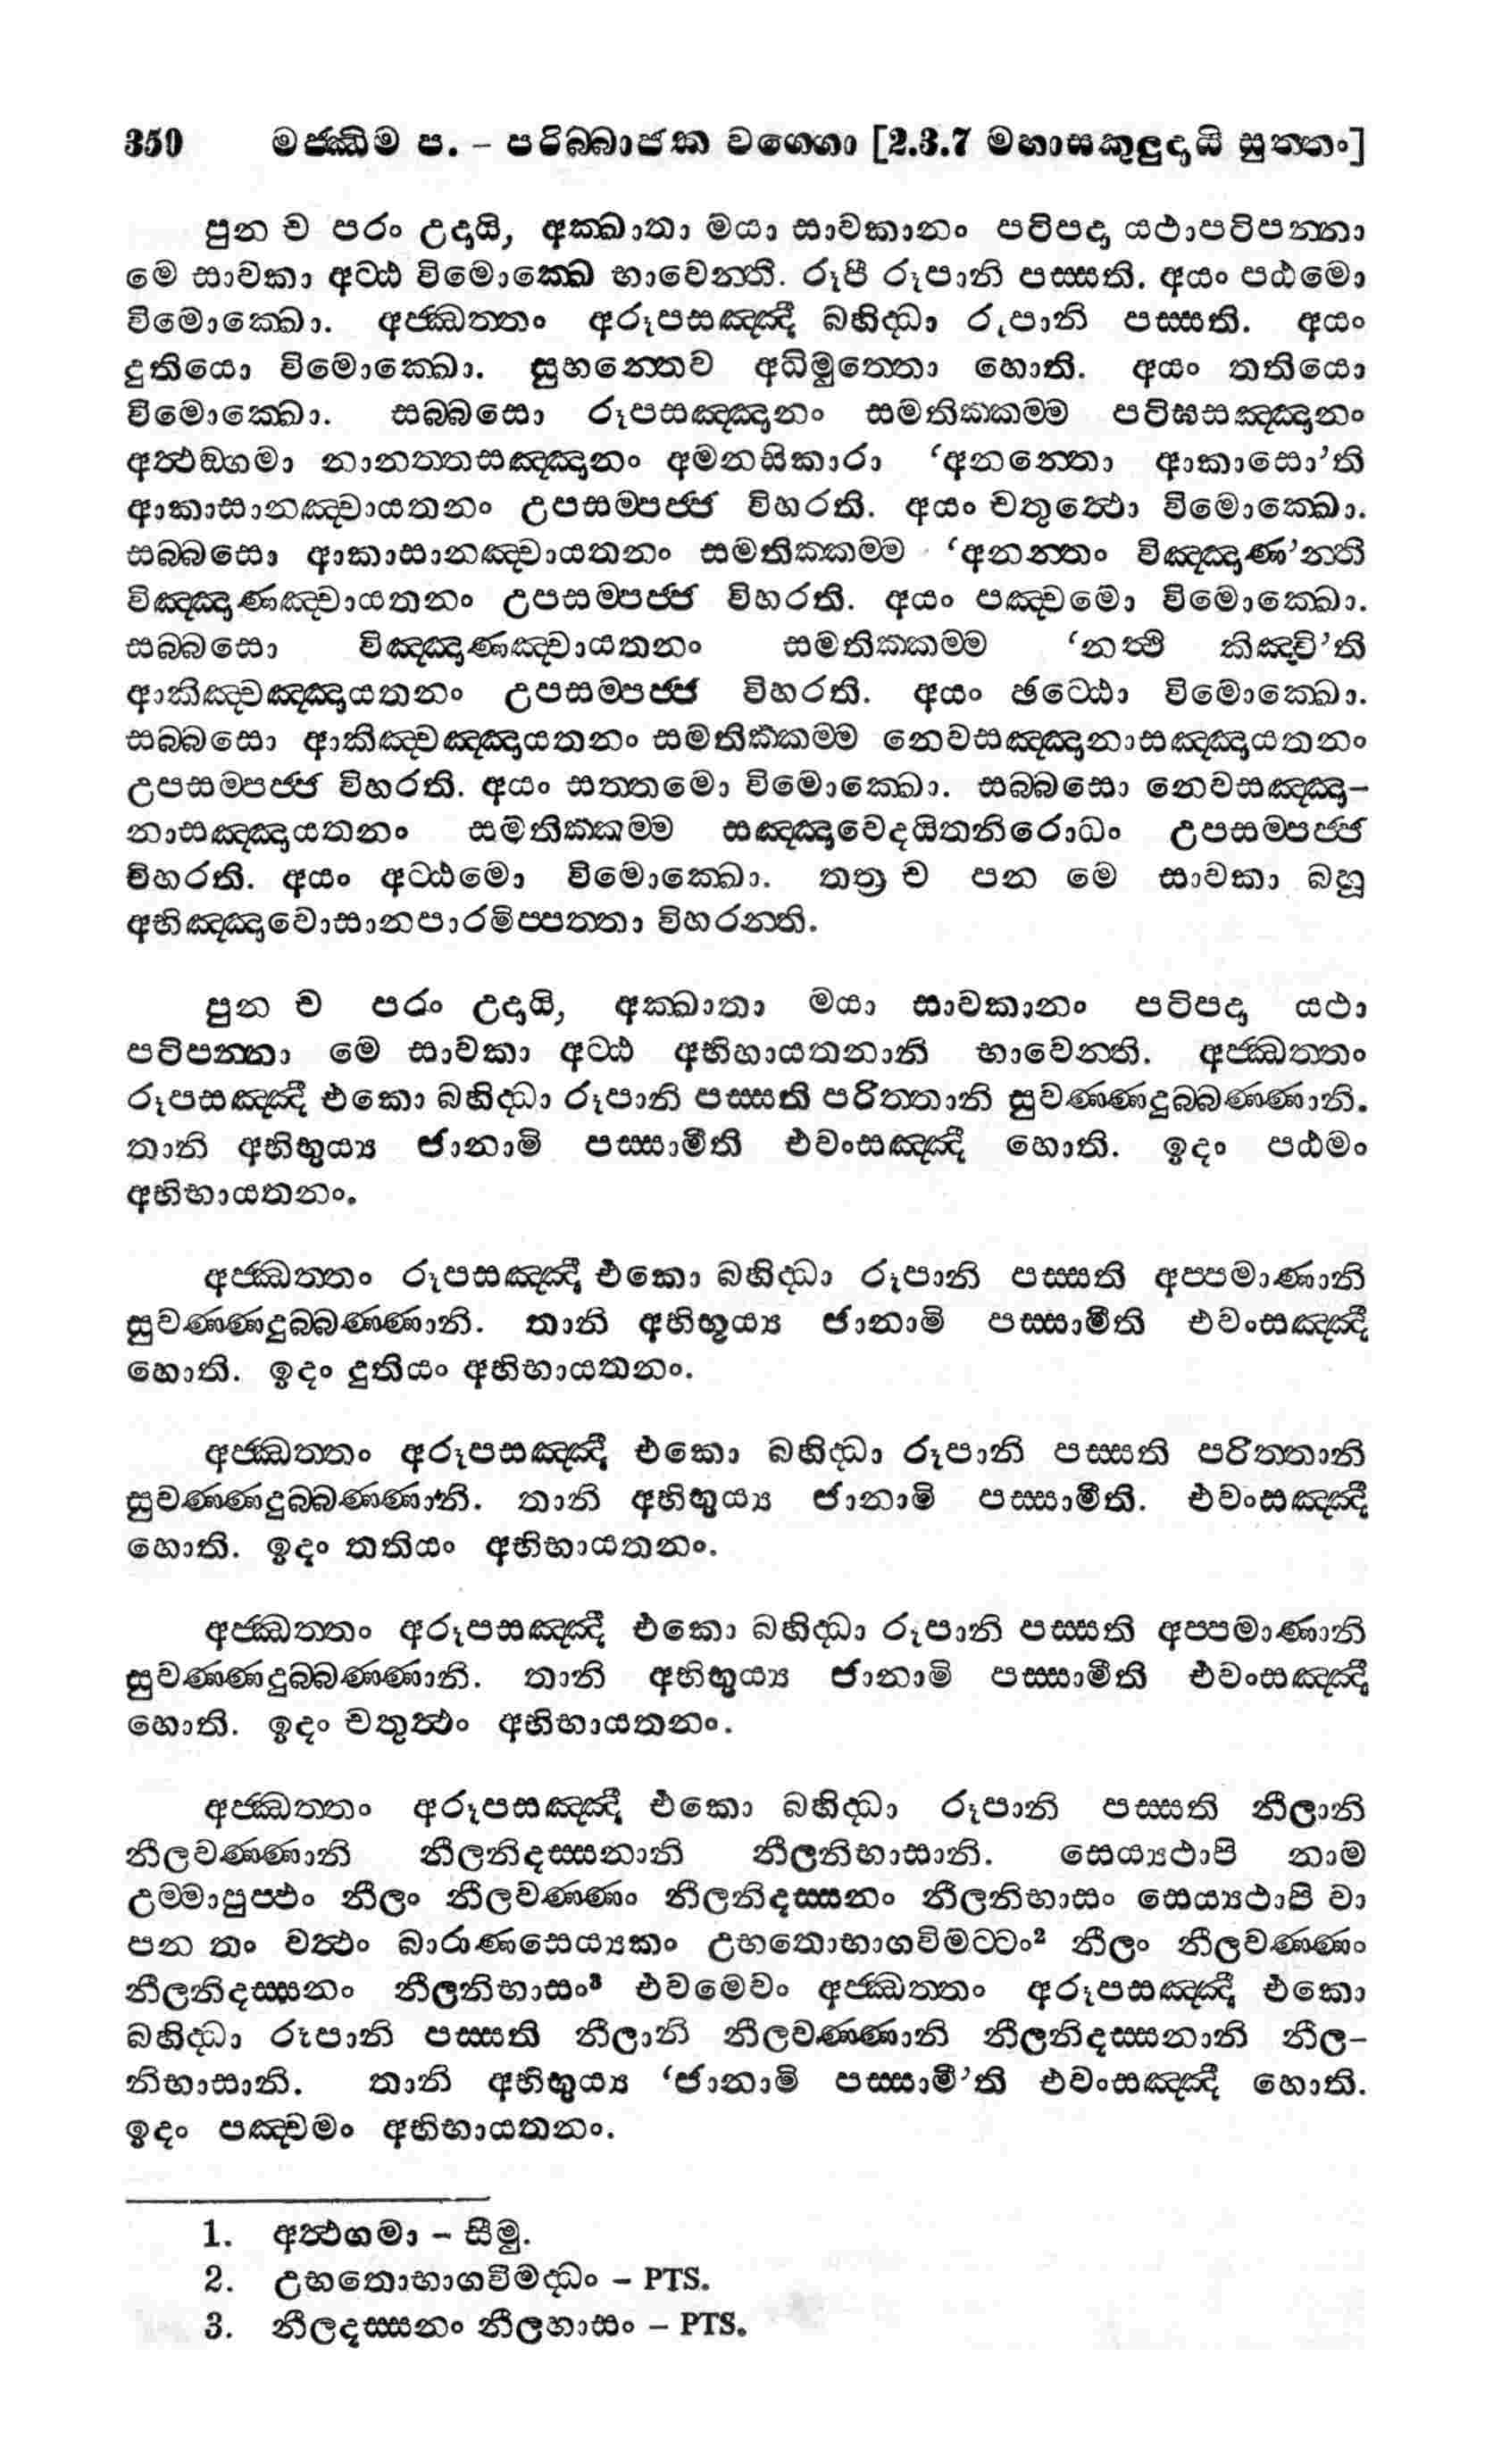 350 මජ්ඣිම ප. – පරිබ්බාජක වග්ගො [2.3.7 මහාසකුලුදායි සුත්තං]
පුන ච පරං උදායි, අක්ඛාතා මයා සාවකානං පටිපදා යථාපටිපන්නා
මෙ සාවකා අට්ඨ විමොක්ඛෙ භාවෙන්ති. රූපී රූපානි පස්සති. අයං පඨමො
විමොක්ඛො. අජ්ඣත්තං අරූපසඤ්ඤී බහිද්ධා රූපානි පස්සති. අයං
දුතියො විමොක්ඛො. සුභන්තෙව අධිමුත්තො හොති. අයං තතියො
විමොක්ඛො. සබ්බසො රූපසඤ්ඤානං සමතික්කම්ම පටිඝසඤ්ඤානං
අත්ථඞ්ගමා නානත්තසඤ්ඤානං අමනසිකාරා ‘අනන්තො ආකාසො’ති
ආකාසානඤ්චායතනං උපසම්පජ්ජ විහරති. අයං චතුත්ථො විමොක්ඛො.
සබ්බසො ආකාසානඤ්චායතනං සමතික්කම්ම ‘අනන්තං විඤ්ඤාණ’න්ති
විඤ්ඤාණඤ්චායතනං උපසම්පජ්ජ විහරති. අයං පඤ්චමො විමොක්ඛො.
සබ්බසො විඤ්ඤාණඤ්චායතනං සමතික්කම්ම ‘නත්ථි කිඤ්චි’ති
ආකිඤ්චඤ්ඤායතනං උපසම්පජ්ජ විහරති. අයං ඡට්ඨො විමොක්ඛො.
සබ්බසො ආකිඤ්චඤ්ඤායතනං සමතික්කම්ම නෙවසඤ්ඤානාසඤ්ඤායතනං
උපසම්පජ්ජ විහරති. අයං සත්තමො විමොක්ඛො. සබ්බසො නෙවසඤ්ඤා-
නාසඤ්ඤායතනං සමතික්කම්ම සඤ්ඤාවෙදයිතනිරොධං උපසම්පජ්ජ
විහරති. අයං අට්ඨමො විමොක්ඛො. තත්‍ර ච පන මෙ සාවකා බහූ
අභිඤ්ඤාවොසානපාරමිප්පත්තා විහරන්ති.
පුන ච පරං උදායි, අක්ඛාතා මයා සාවකානං පටිපදා යථා
පටිපන්නා මෙ සාවකා අට්ඨ අභිභායතනානි භාවෙන්ති. අජ්ඣත්තං
රූපසඤ්ඤී එකො බහිද්ධා රූපානි පස්සති පරිත්තානි සුවණ්ණදුබ්බණ්ණානි.
තානි අභිභුය්‍ය ජානාමි පස්සාමීති එවංසඤ්ඤී හොති. ඉදං පඨමං
අභිභායතනං.
අජ්ඣත්තං රූපසඤ්ඤී එකො බහිද්ධා රූපානි පස්සති අප්පමාණානි
සුවණ්ණදුබ්බණ්ණානි. තානි අභිභූය්‍ය ජානාමි පස්සාමීති එවංසඤ්ඤී
හොති. ඉදං දුතියං අභිභායතනං.
අජ්ඣත්තං අරූපසඤ්ඤී එකො බහිද්ධා රූපානි පස්සති පරිත්තානි
සුවණ්ණදුබ්බණ්ණානි. තානි අභිභුය්‍ය ජානාමි පස්සාමීති. එවංසඤ්ඤී
හොති. ඉදං තතියං අභිභායතනං.
අජ්ඣත්තං අරූපසඤ්ඤී එකො බහිද්ධා රූපානි පස්සති අප්පමාණානි
සුවණ්ණදුබ්බණ්ණානි. තානි අභිභුය්‍ය ජානාමි පස්සාමීති එවංසඤ්ඤී
හොති. ඉදං චතුත්ථං අභිභායතනං.
අජ්ඣත්තං අරූපසඤ්ඤී එකො බහිද්ධා රූපානි පස්සති නීලානි
නීලවණ්ණානි නීලනිදස්සනානි නීලනිභාසානි. සෙය්‍යථාපි නාම
උම්මාපුප්ඵං නීලං නීලවණ්ණං නීලනිදස්සනං නීලනිභාසං සෙය්‍යථාපි වා
පන තං වත්ථං බාරාණසෙය්‍යකං උභතොභාගවිමට්ටං² නීලං නීලවණ්ණං
නීලනිදස්සනං නීලනිභාසං³ එවමෙවං අජ්ඣත්තං අරූපසඤ්ඤී එකො
බහිද්ධා රූපානි පස්සති නීලානි නීලවණ්ණානි නීලනිදස්සනානි නීල-
නිභාසානි. තානි අභිභුය්‍ය ‘ජානාමි පස්සාමී’ති එවංසඤ්ඤී හොති.
ඉදං පඤ්චමං අභිභායතනං.
1. අත්ථගමා – සීමු.
2. උභතොභාගවිමද්ධං – PTS.
3. නීලදස්සනං නීලභාසං – PTS.